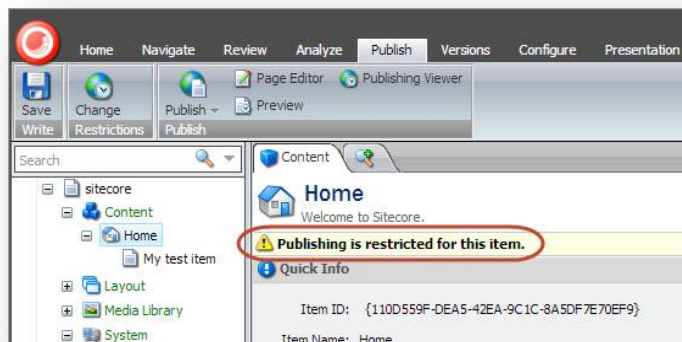 Home Navigate Review Analyze Publish Versions Configure Presentation
Save Change Publish Page Editor Publishing Viewer
Preview
Write Restrictions Publish
Search Content
sitecore
Content
Home
My test item
Layout
Media Library
System
Home
Welcome to Sitecore.
Publishing is restricted for this item.
Quick Info
Item ID: {110D559F-DEA5-42EA-9C1C-8A5DF7E70EF9}
Item Name: Home